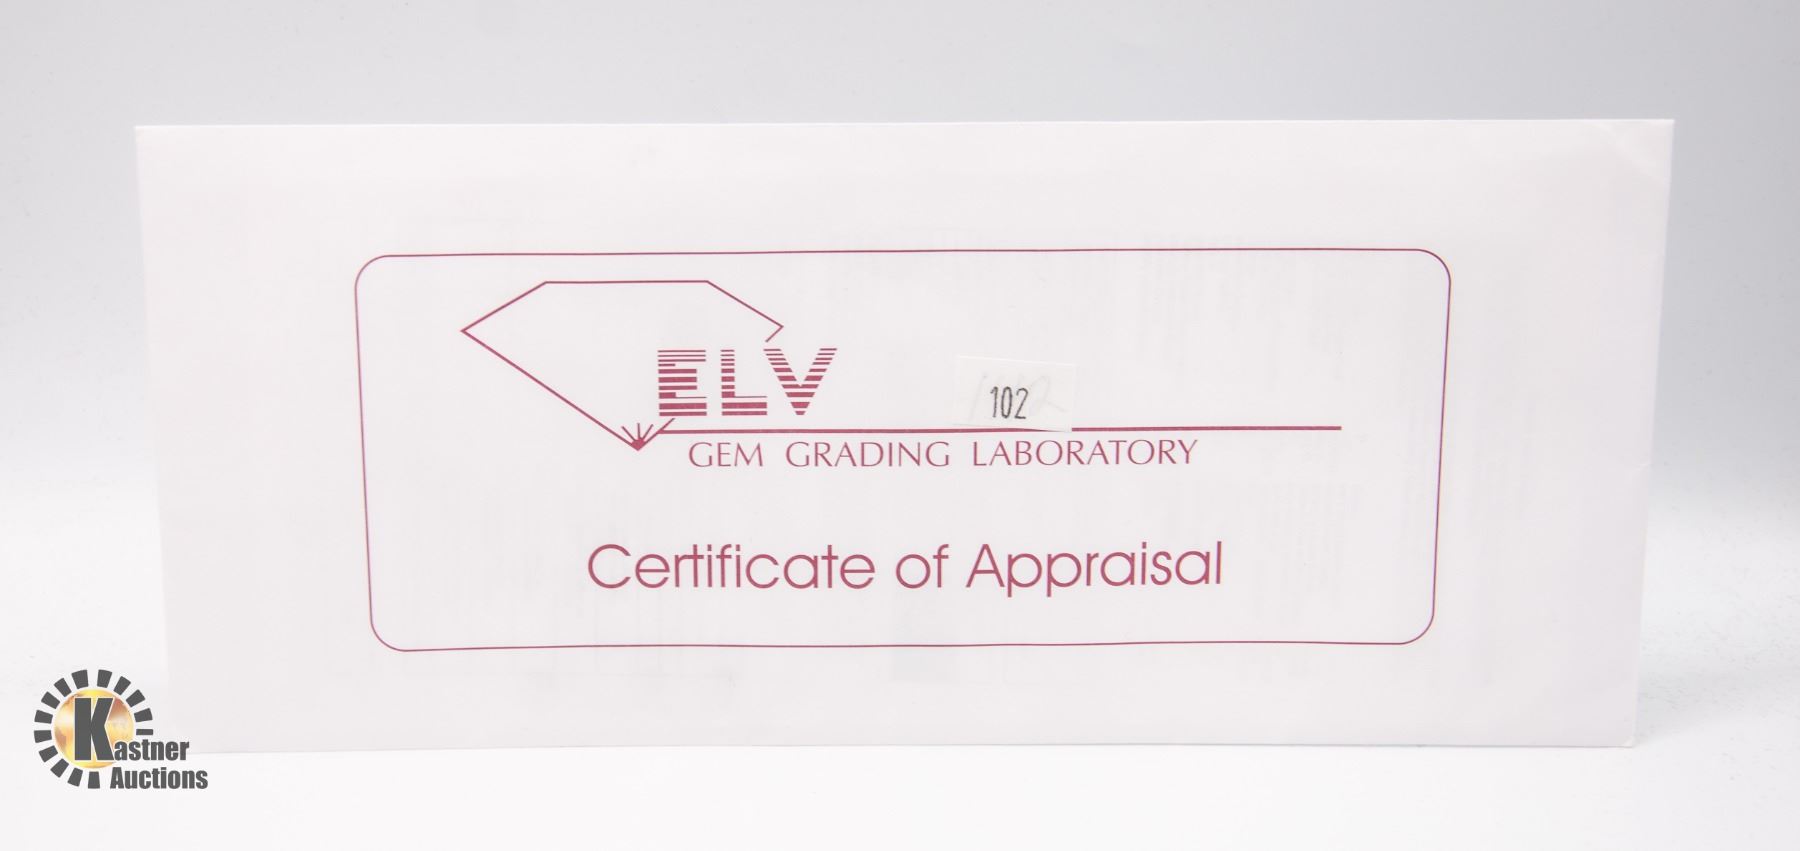 ELV
102
GEM GRADING LABORATORY
Certificate of Appraisal
Kastner
Auctions